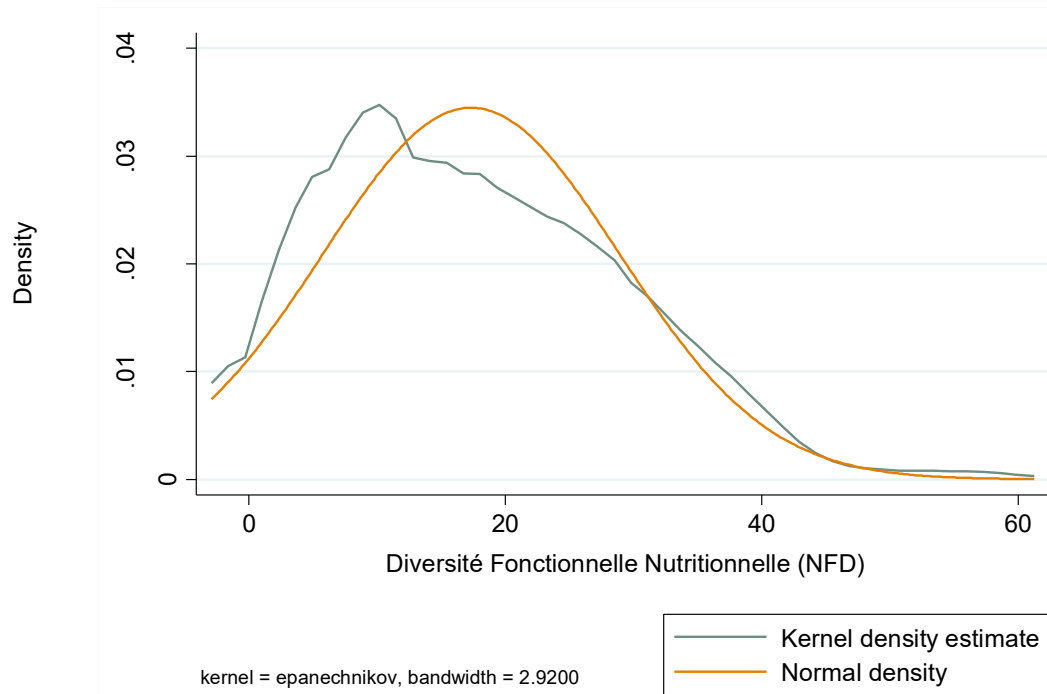 Density
.04
.03
.02
.01
0
0 20 40 60
Diversité Fonctionnelle Nutritionnelle (NFD)
Kernel density estimate
Normal density
kernel = epanechnikov, bandwidth = 2.9200